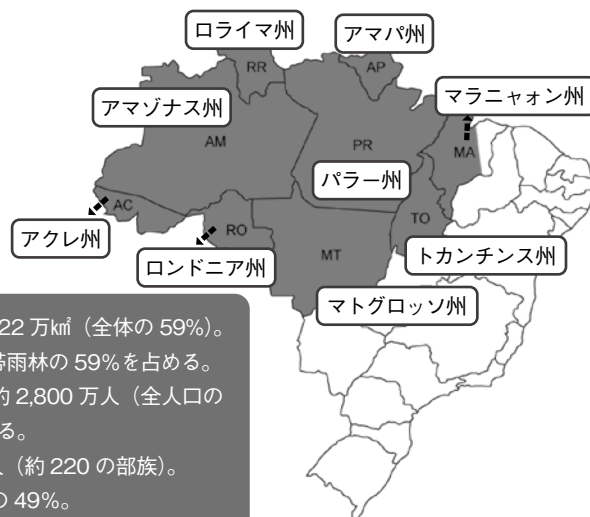 ロライマ州
アマパ州
RR
AP
マラニャォン州
アマゾナス州
AM
PR
MA
パラー州
AC
RO
TO
アクレ州
ロンドニア州
MT
トカンチンス州
マトグロッソ州
22 万㎢（全体の 59%）。
帯雨林の 59%を占める。
約 2,800 万人（全人口の
る。
人（約 220 の部族）。
の 49%。